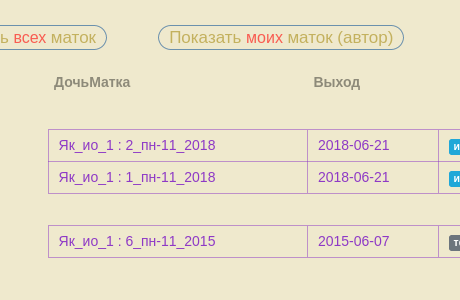 ь всех маток Показать моих маток (автор)
ДочьМатка Выход
Як_ио_1 : 2_пн-11_2018 2018-06-21 и
Як_ио_1 : 1_пн-11_2018 2018-06-21 и
Як_ио_1 : 6_пн-11_2015 2015-06-07